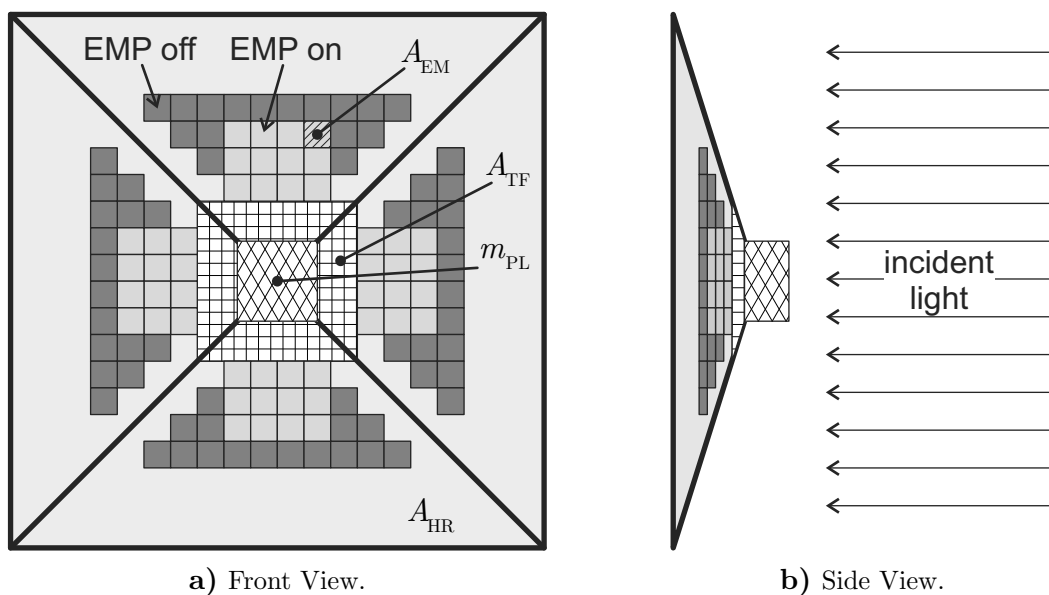 EMP off EMP on A_EM
A_TF
m_PL
A_HR
incident
light
a) Front View.
b) Side View.